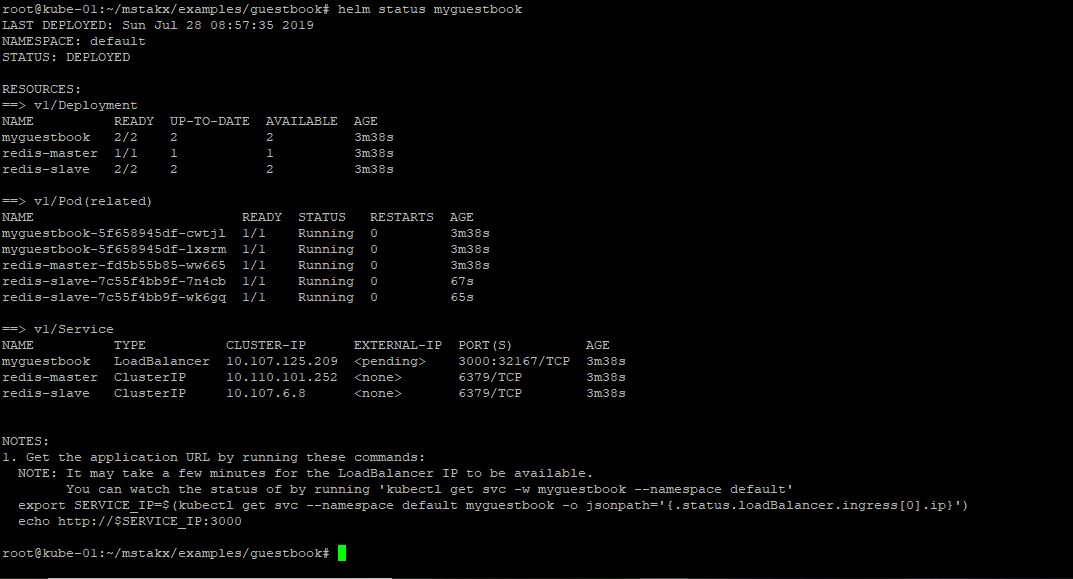 root@kube-01:~/mstakx/examples/guestbook# helm status myguestbook
LAST DEPLOYED: Sun Jul 28 08:57:35 2019
NAMESPACE: default
STATUS: DEPLOYED

RESOURCES:
==> v1/Deployment
NAME          READY  UP-TO-DATE  AVAILABLE  AGE
myguestbook   2/2    2           2          3m38s
redis-master  1/1    1           1          3m38s
redis-slave   2/2    2           2          3m38s

==> v1/Pod(related)
NAME                          READY  STATUS   RESTARTS  AGE
myguestbook-5f658945df-cwtjl  1/1    Running  0         3m38s
myguestbook-5f658945df-lxsrm  1/1    Running  0         3m38s
redis-master-fd5b55b85-ww665  1/1    Running  0         3m38s
redis-slave-7c55f4bb9f-7n4cb  1/1    Running  0         67s
redis-slave-7c55f4bb9f-wk6gq  1/1    Running  0         65s

==> v1/Service
NAME          TYPE          CLUSTER-IP      EXTERNAL-IP  PORT(S)         AGE
myguestbook   LoadBalancer  10.107.125.209  <pending>    3000:32167/TCP  3m38s
redis-master  ClusterIP     10.110.101.252  <none>       6379/TCP        3m38s
redis-slave   ClusterIP     10.107.6.8      <none>       6379/TCP        3m38s


NOTES:
1. Get the application URL by running these commands:
  NOTE: It may take a few minutes for the LoadBalancer IP to be available.
        You can watch the status of by running 'kubectl get svc -w myguestbook --namespace default'
  export SERVICE_IP=$(kubectl get svc --namespace default myguestbook -o jsonpath='{.status.loadBalancer.ingress[0].ip}')
  echo http://$SERVICE_IP:3000

root@kube-01:~/mstakx/examples/guestbook#